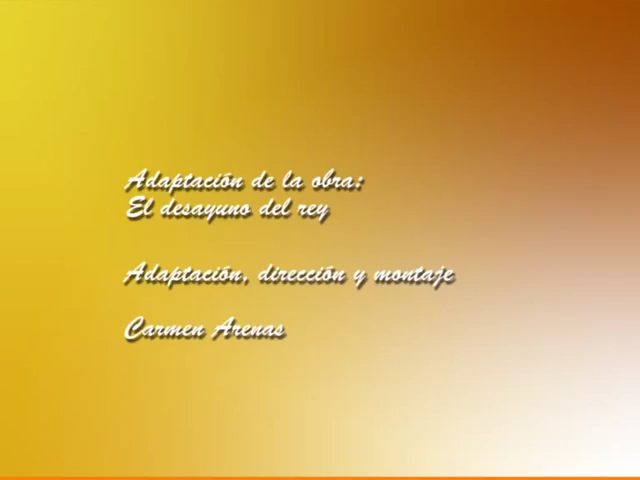 Adaptación de la obra:
El desayuno del rey
Adaptación, dirección y montaje
Carmen Arenas